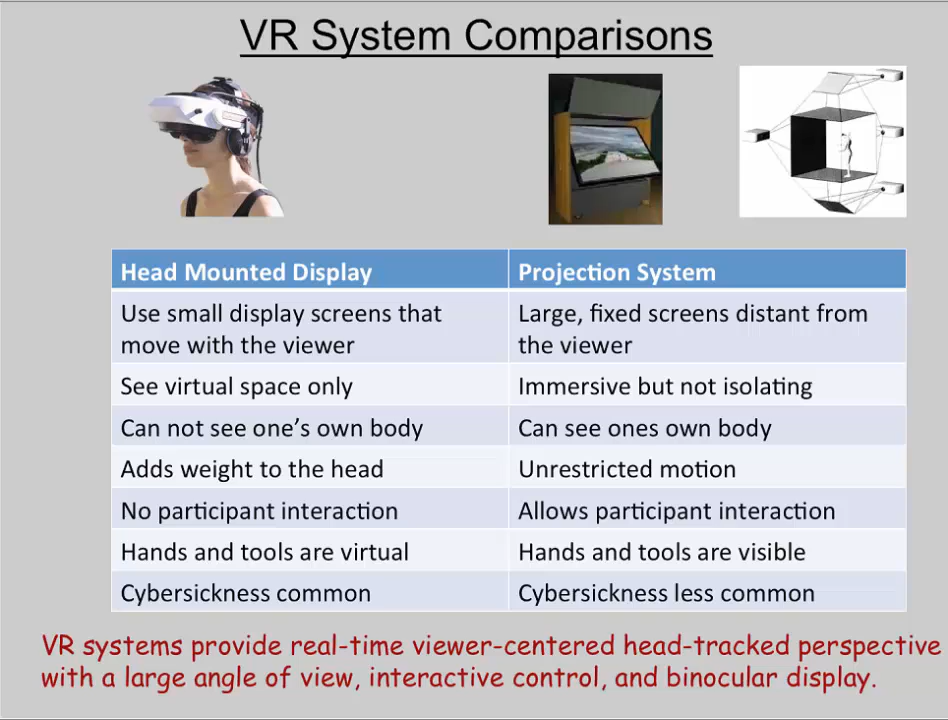 VR System Comparisons
Head Mounted Display
Projection System
Use small display screens that
move with the viewer
Large, fixed screens distant from
the viewer
See virtual space only
Immersive but not isolating
Can not see one's own body
Can see ones own body
Adds weight to the head
Unrestricted motion
No participant interaction
Allows participant interaction
Hands and tools are virtual
Hands and tools are visible
Cybersickness common
Cybersickness less common
VR systems provide real-time viewer-centered head-tracked perspective
with a large angle of view, interactive control, and binocular display.